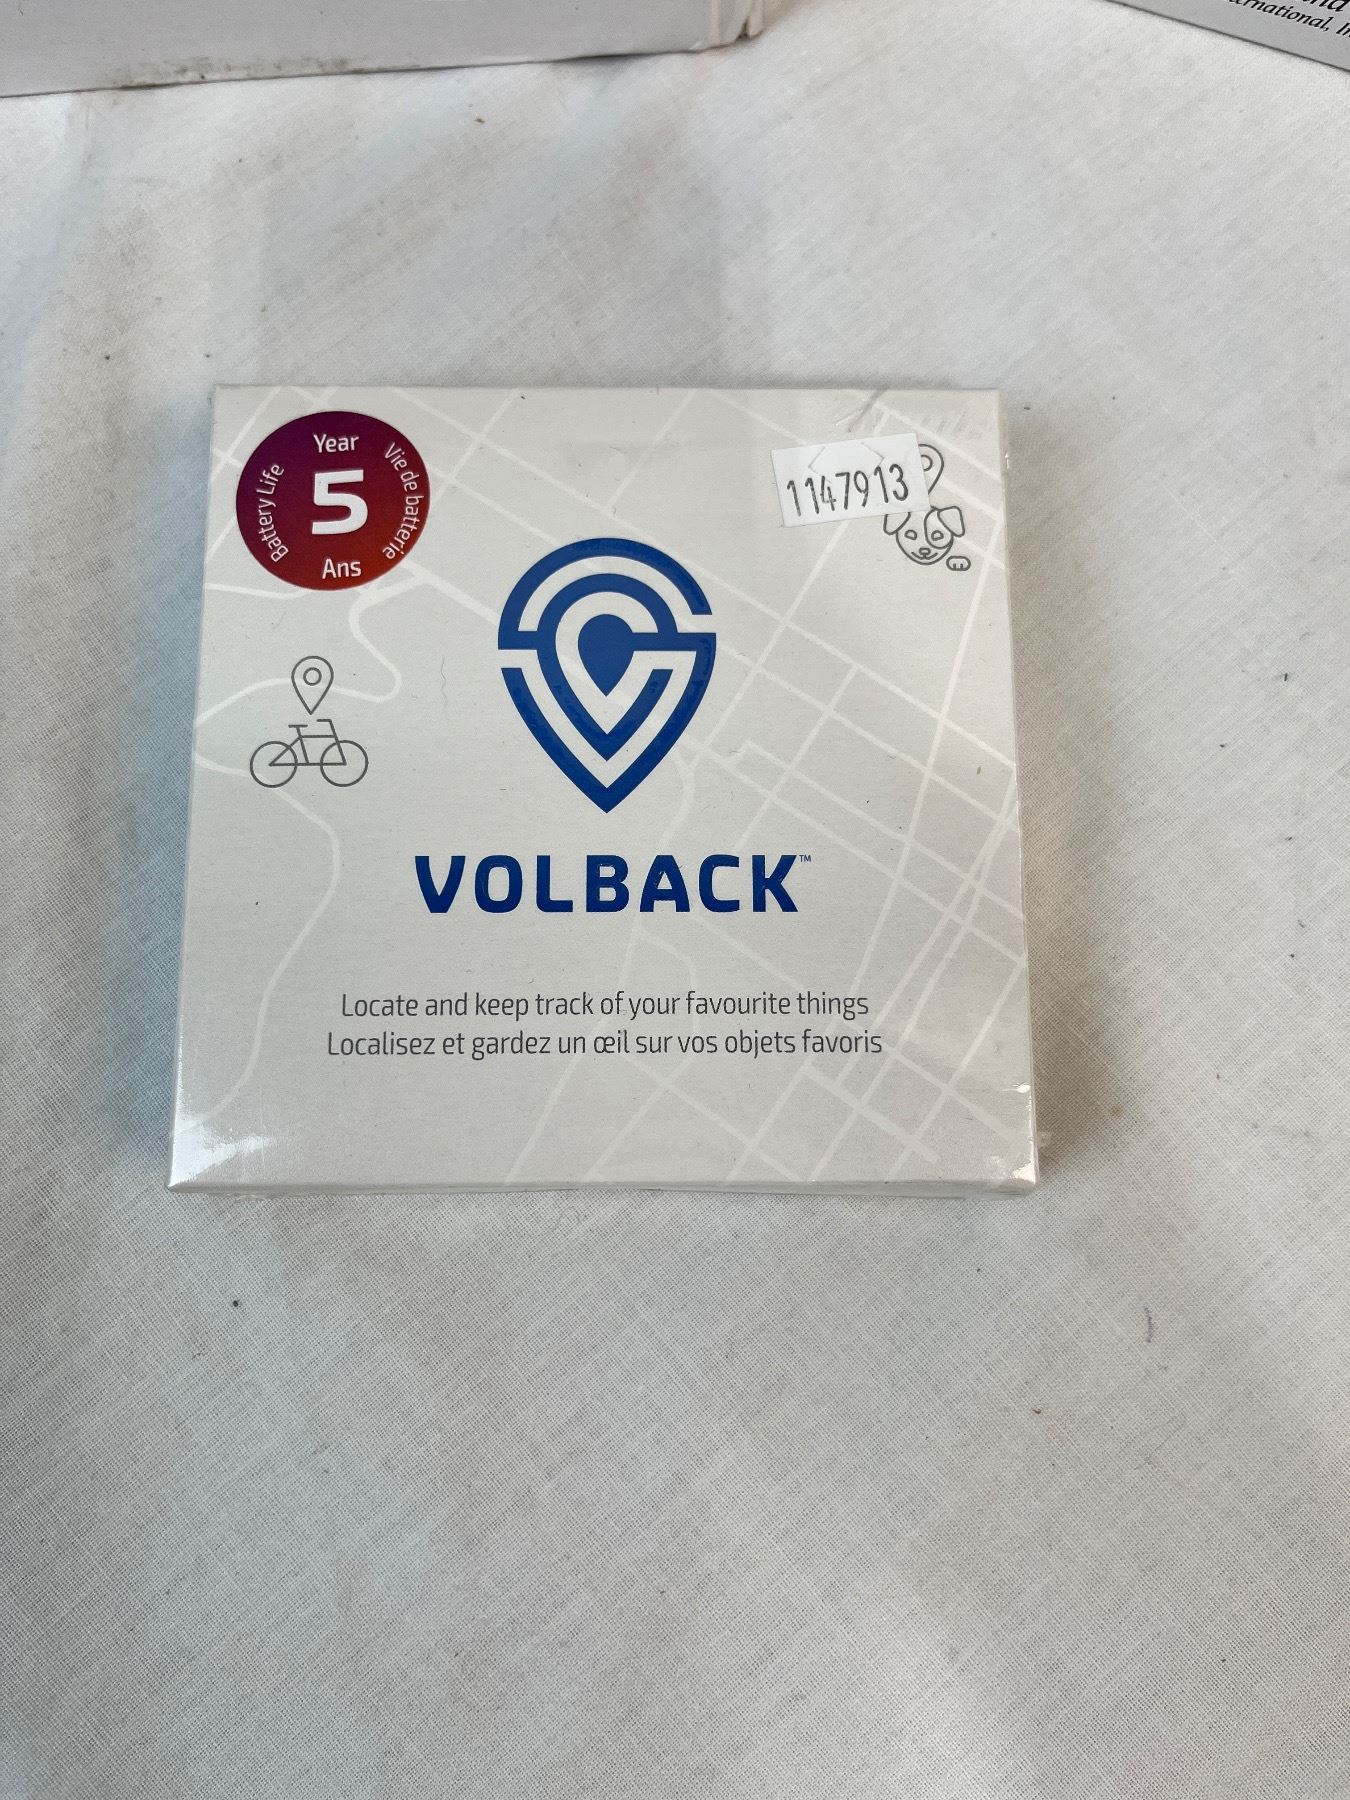 ernational, I
Year
5
Ans
Battery Life
Vie de batterie
1147913
VOLBACK™
Locate and keep track of your favourite things
Localisez et gardez un œil sur vos objets favoris